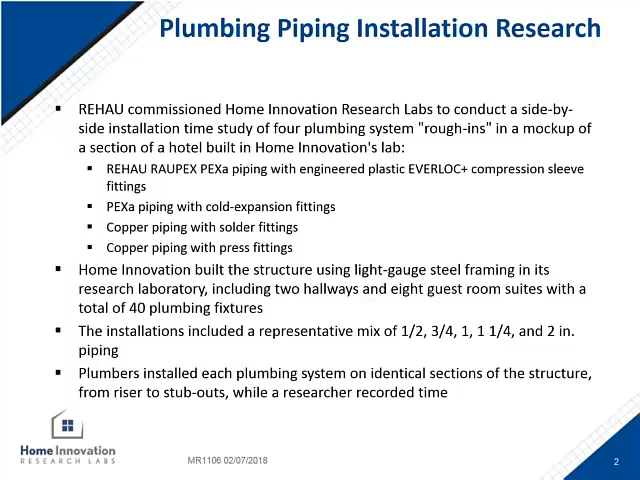 Plumbing Piping Installation Research
▪ REHAU commissioned Home Innovation Research Labs to conduct a side-by-
side installation time study of four plumbing system "rough-ins" in a mockup of
a section of a hotel built in Home Innovation's lab:
▪ REHAU RAUPEX PEXa piping with engineered plastic EVERLOC+ compression sleeve
fittings
▪ PEXa piping with cold-expansion fittings
▪ Copper piping with solder fittings
▪ Copper piping with press fittings
▪ Home Innovation built the structure using light-gauge steel framing in its
research laboratory, including two hallways and eight guest room suites with a
total of 40 plumbing fixtures
▪ The installations included a representative mix of 1/2, 3/4, 1, 1 1/4, and 2 in.
piping
▪ Plumbers installed each plumbing system on identical sections of the structure,
from riser to stub-outs, while a researcher recorded time
Home Innovation
RESEARCH LABS
MR1106 02/07/2018
2